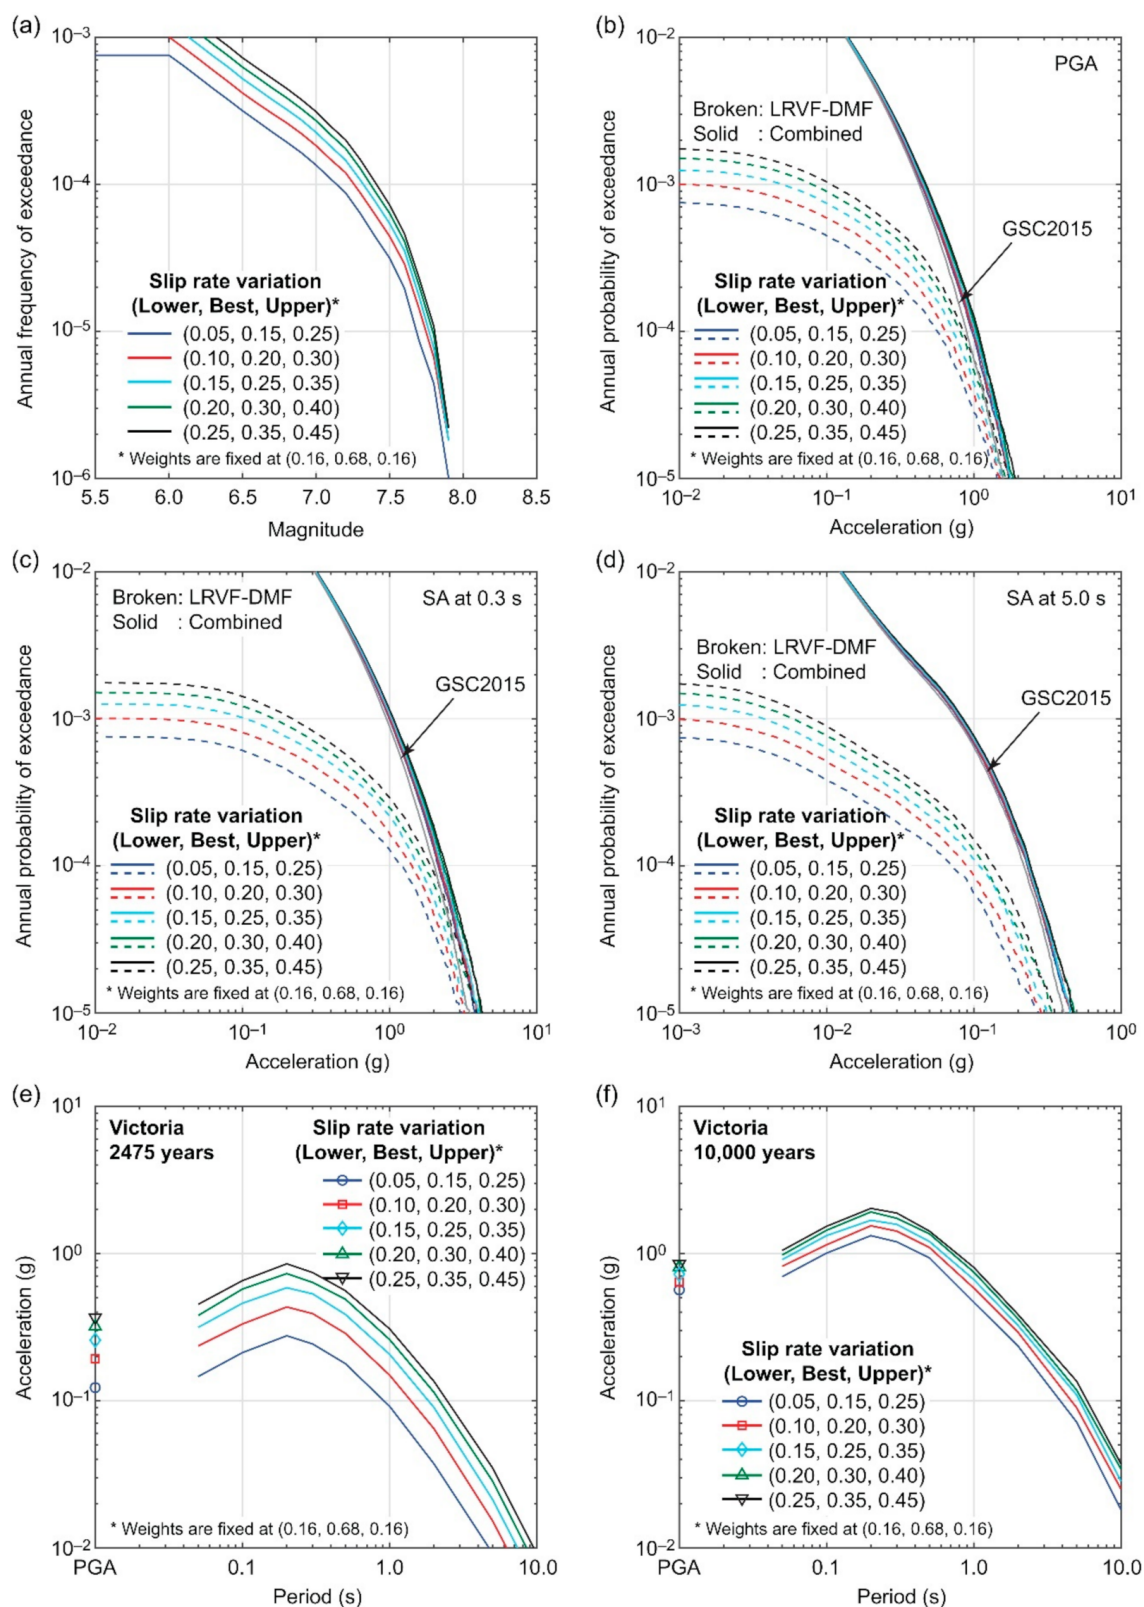 (a)
10⁻³
10⁻⁴
10⁻⁵
10⁻⁶
Annual frequency of exceedance
Slip rate variation
(Lower, Best, Upper)*
(0.05, 0.15, 0.25)
(0.10, 0.20, 0.30)
(0.15, 0.25, 0.35)
(0.20, 0.30, 0.40)
(0.25, 0.35, 0.45)
* Weights are fixed at (0.16, 0.68, 0.16)
5.5 6.0 6.5 7.0 7.5 8.0 8.5
Magnitude
(b)
10⁻²
10⁻³
10⁻⁴
10⁻⁵
Annual probability of exceedance
PGA
Broken: LRVF-DMF
Solid : Combined
GSC2015
Slip rate variation
(Lower, Best, Upper)*
(0.05, 0.15, 0.25)
(0.10, 0.20, 0.30)
(0.15, 0.25, 0.35)
(0.20, 0.30, 0.40)
(0.25, 0.35, 0.45)
* Weights are fixed at (0.16, 0.68, 0.16)
10⁻² 10⁻¹ 10⁰ 10¹
Acceleration (g)
(c)
10⁻²
10⁻³
10⁻⁴
10⁻⁵
Annual probability of exceedance
Broken: LRVF-DMF
Solid : Combined
SA at 0.3 s
GSC2015
Slip rate variation
(Lower, Best, Upper)*
(0.05, 0.15, 0.25)
(0.10, 0.20, 0.30)
(0.15, 0.25, 0.35)
(0.20, 0.30, 0.40)
(0.25, 0.35, 0.45)
* Weights are fixed at (0.16, 0.68, 0.16)
10⁻² 10⁻¹ 10⁰ 10¹
Acceleration (g)
(d)
10⁻²
10⁻³
10⁻⁴
10⁻⁵
Annual probability of exceedance
SA at 5.0 s
Broken: LRVF-DMF
Solid : Combined
GSC2015
Slip rate variation
(Lower, Best, Upper)*
(0.05, 0.15, 0.25)
(0.10, 0.20, 0.30)
(0.15, 0.25, 0.35)
(0.20, 0.30, 0.40)
(0.25, 0.35, 0.45)
* Weights are fixed at (0.16, 0.68, 0.16)
10⁻³ 10⁻² 10⁻¹ 10⁰
Acceleration (g)
(e)
10¹
10⁰
10⁻¹
10⁻²
Acceleration (g)
Victoria
2475 years
Slip rate variation
(Lower, Best, Upper)*
(0.05, 0.15, 0.25)
(0.10, 0.20, 0.30)
(0.15, 0.25, 0.35)
(0.20, 0.30, 0.40)
(0.25, 0.35, 0.45)
* Weights are fixed at (0.16, 0.68, 0.16)
PGA 0.1 1.0 10.0
Period (s)
(f)
10¹
10⁰
10⁻¹
10⁻²
Acceleration (g)
Victoria
10,000 years
Slip rate variation
(Lower, Best, Upper)*
(0.05, 0.15, 0.25)
(0.10, 0.20, 0.30)
(0.15, 0.25, 0.35)
(0.20, 0.30, 0.40)
(0.25, 0.35, 0.45)
* Weights are fixed at (0.16, 0.68, 0.16)
PGA 0.1 1.0 10.0
Period (s)